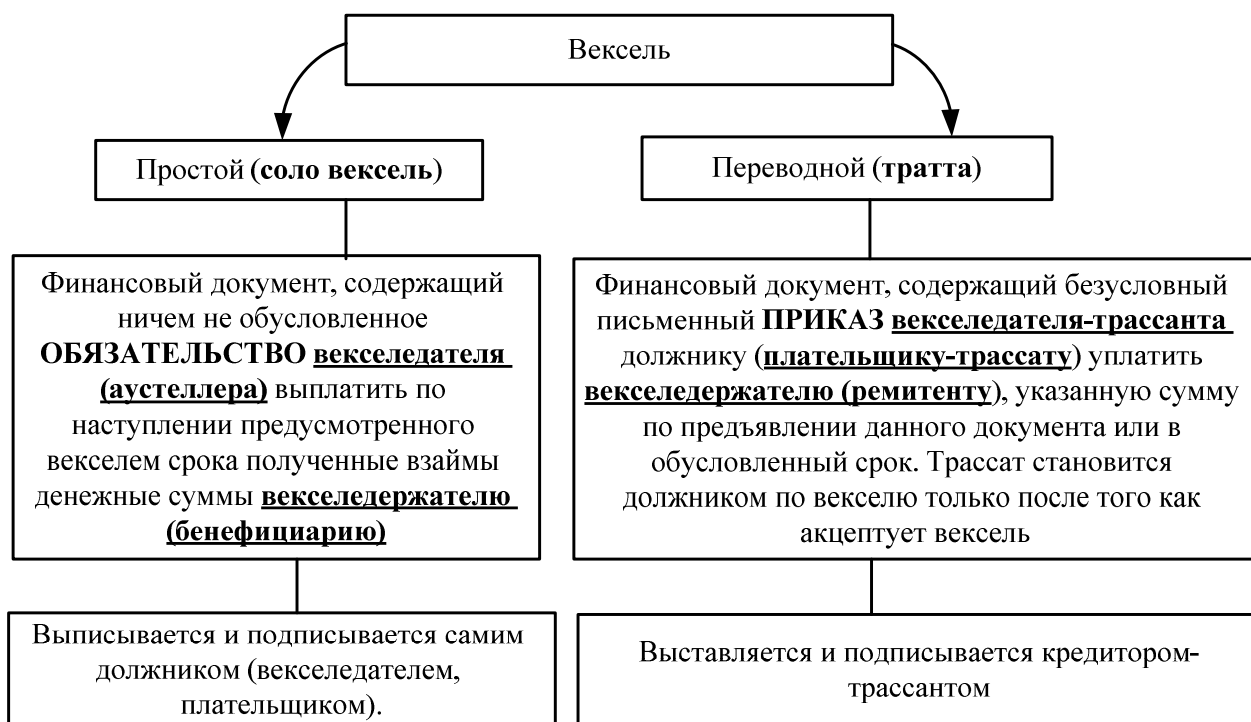 Вексель
Простой (соло вексель)
Переводной (тратта)
Финансовый документ, содержащий
ничем не обусловленное
ОБЯЗАТЕЛЬСТВО векселедателя
(аустеллера) выплатить по
наступлении предусмотренного
векселем срока полученные взаймы
денежные суммы векселедержателю
(бенефициарию)
Финансовый документ, содержащий безусловный
письменный ПРИКАЗ векселедателя-трассанта
должнику (плательщику-трассату) уплатить
векселедержателю (ремитенту), указанную сумму
по предъявлении данного документа или в
обусловленный срок. Трассат становится
должником по векселю только после того как
акцептует вексель
Выписывается и подписывается самим
должником (векселедателем,
плательщиком).
Выставляется и подписывается кредитором-
трассантом